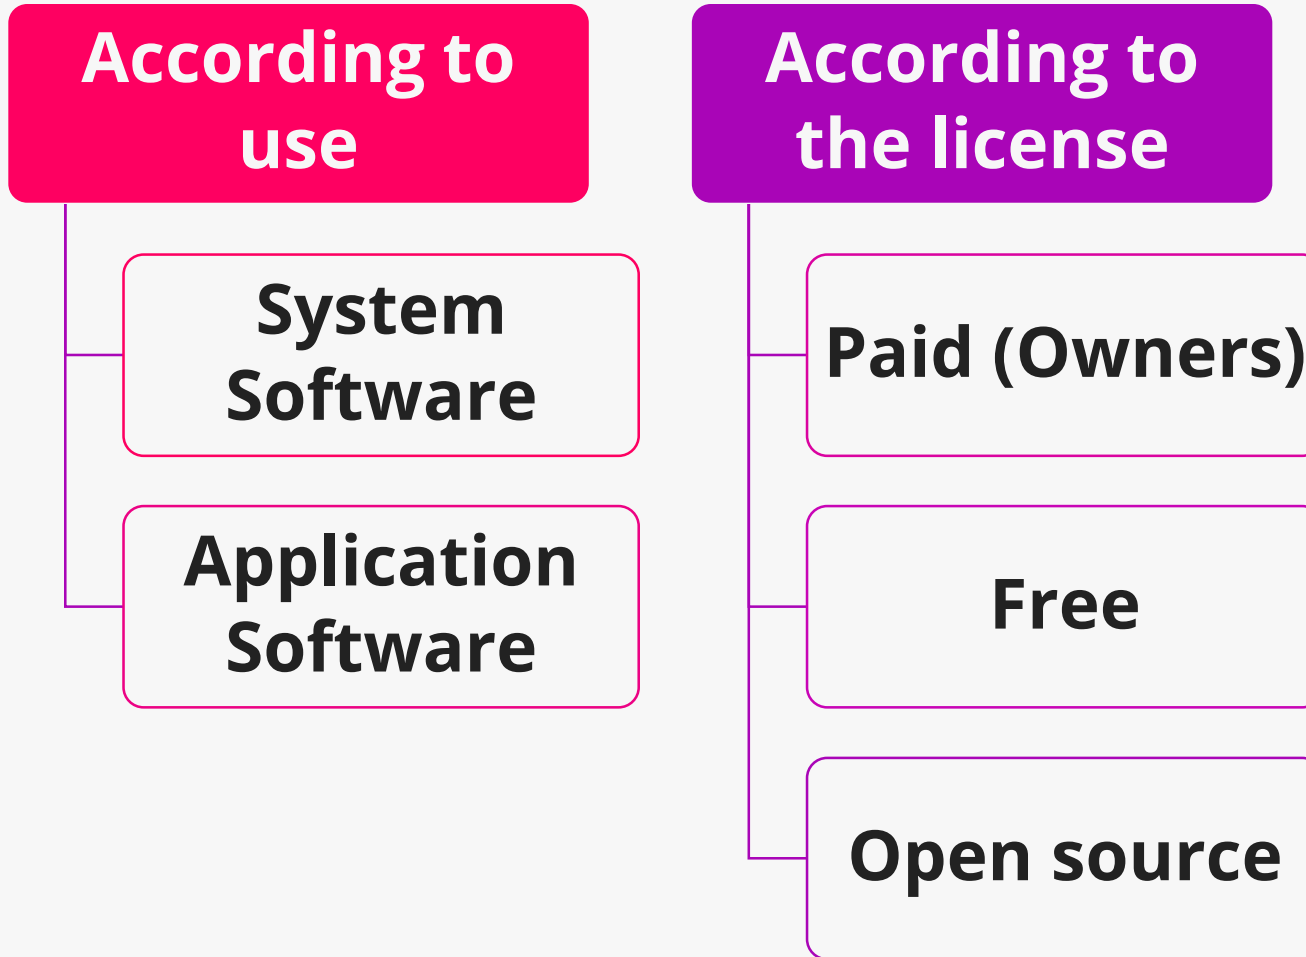 According to
use
System
Software
Application
Software
According to
the license
Paid (Owners)
Free
Open source